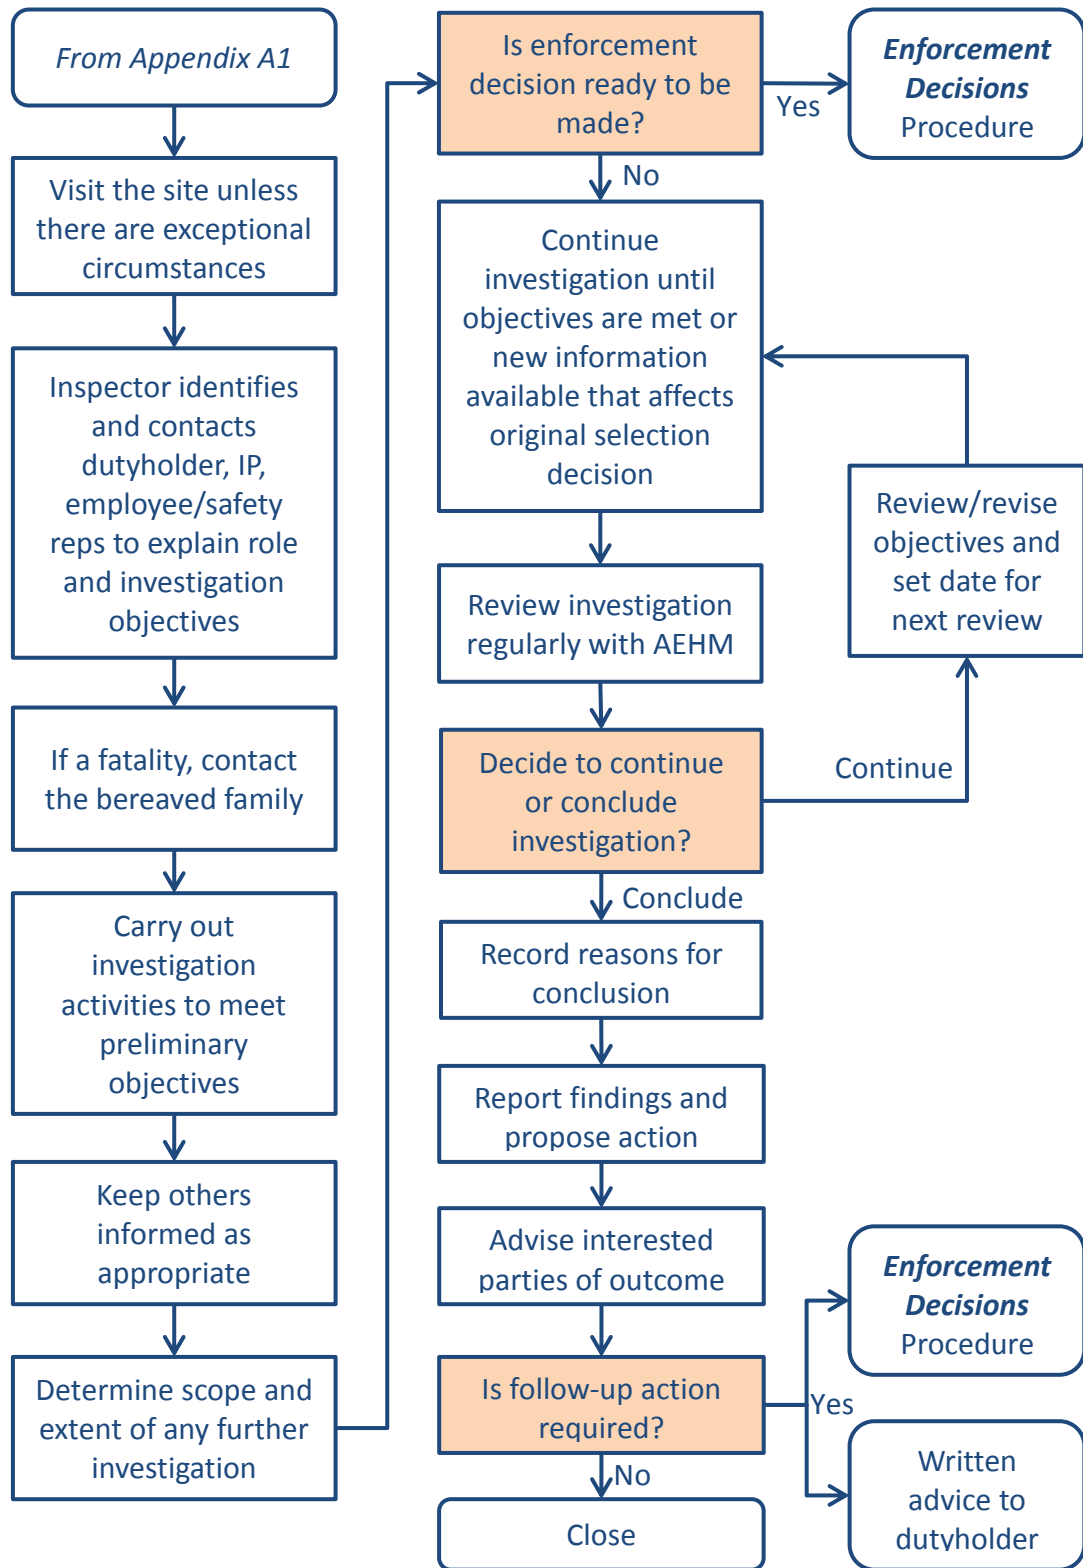 From Appendix A1
Visit the site unless
there are exceptional
circumstances
Inspector identifies
and contacts
dutyholder, IP,
employee/safety
reps to explain role
and investigation
objectives
If a fatality, contact
the bereaved family
Carry out
investigation
activities to meet
preliminary
objectives
Keep others
informed as
appropriate
Determine scope and
extent of any further
investigation
Is enforcement
decision ready to be
made?
Yes
Enforcement
Decisions
Procedure
No
Continue
investigation until
objectives are met or
new information
available that affects
original selection
decision
Review investigation
regularly with AEHM
Decide to continue
or conclude
investigation?
Continue
Review/revise
objectives and
set date for
next review
Conclude
Record reasons for
conclusion
Report findings and
propose action
Advise interested
parties of outcome
Is follow-up action
required?
Yes
Enforcement
Decisions
Procedure
Written
advice to
dutyholder
No
Close